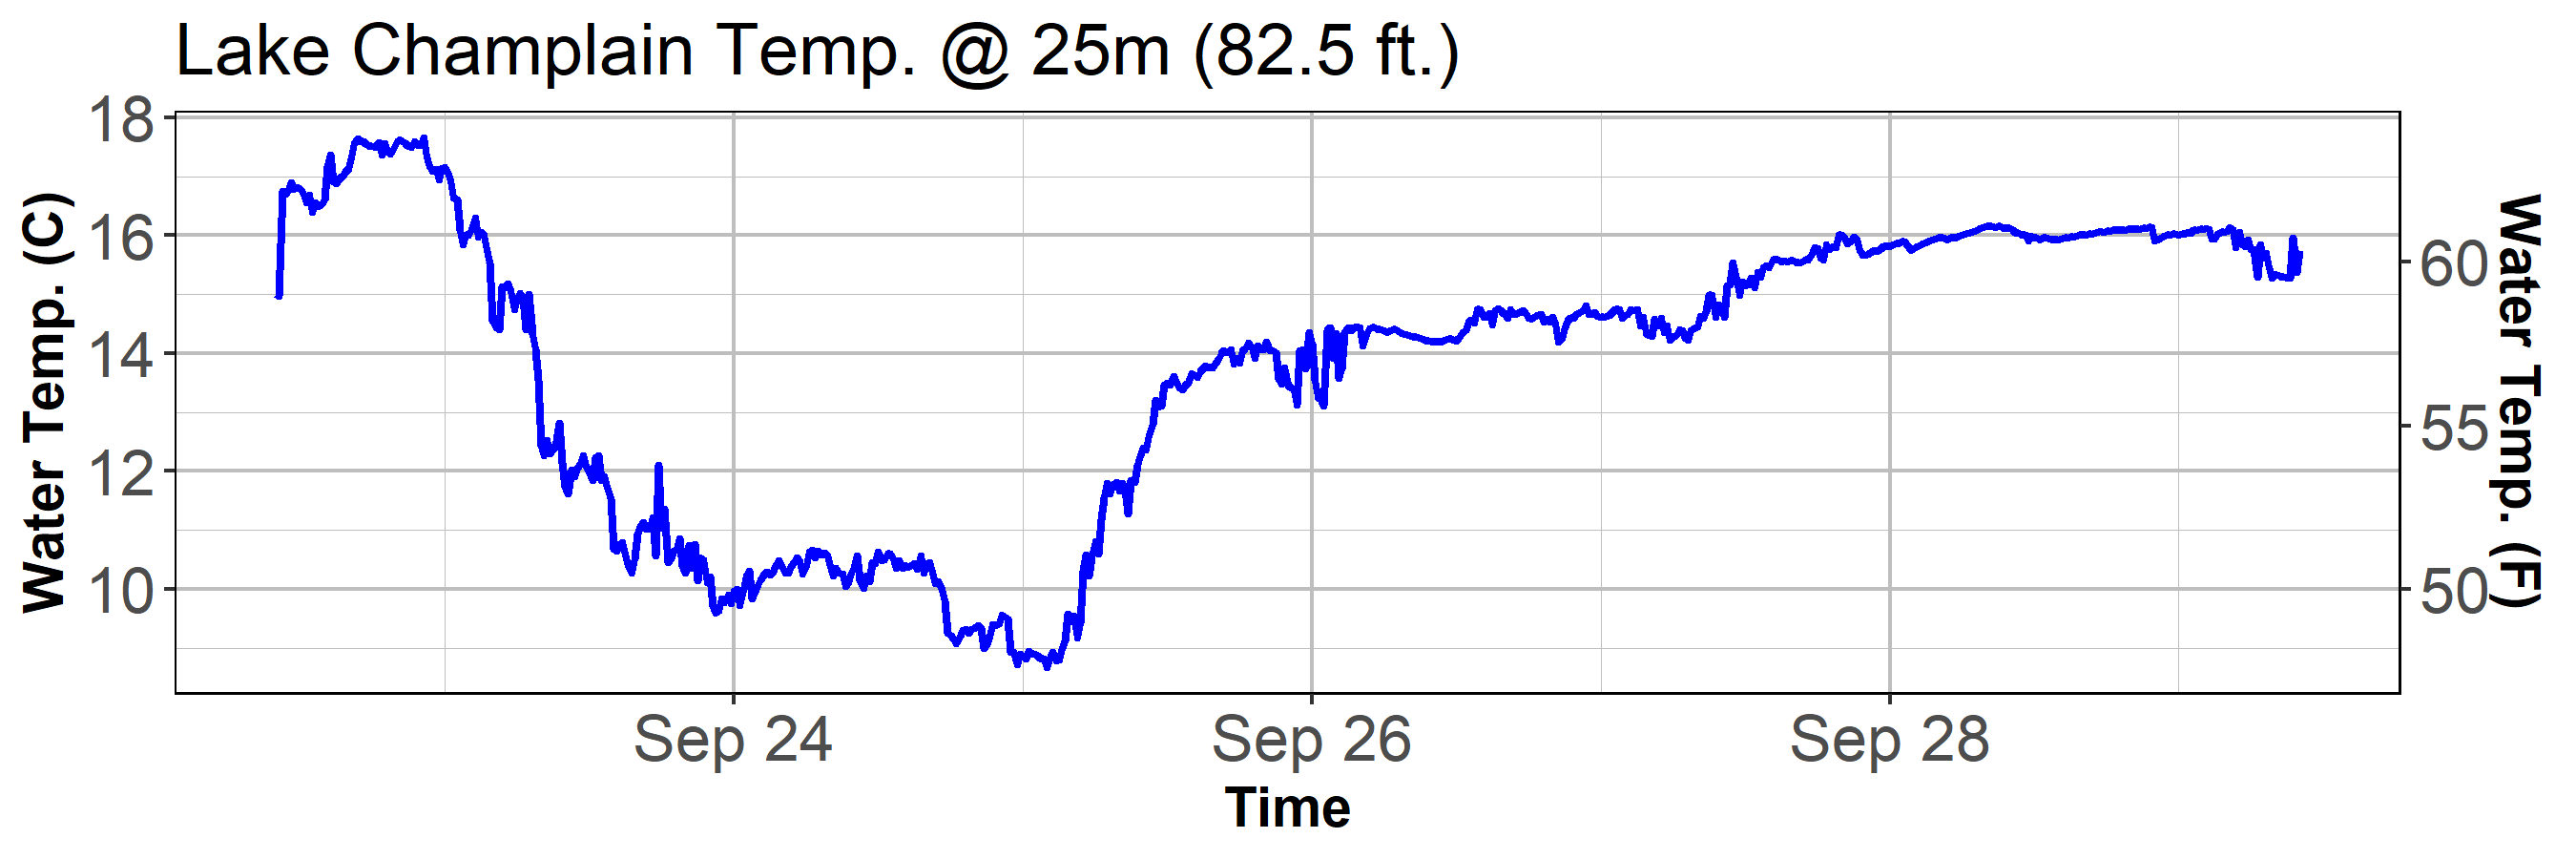 Lake Champlain Temp. @ 25m (82.5 ft.)
Water Temp. (C)
18
16
14
12
10
60
55
50
Water Temp. (F)
Sep 24
Sep 26
Sep 28
Time